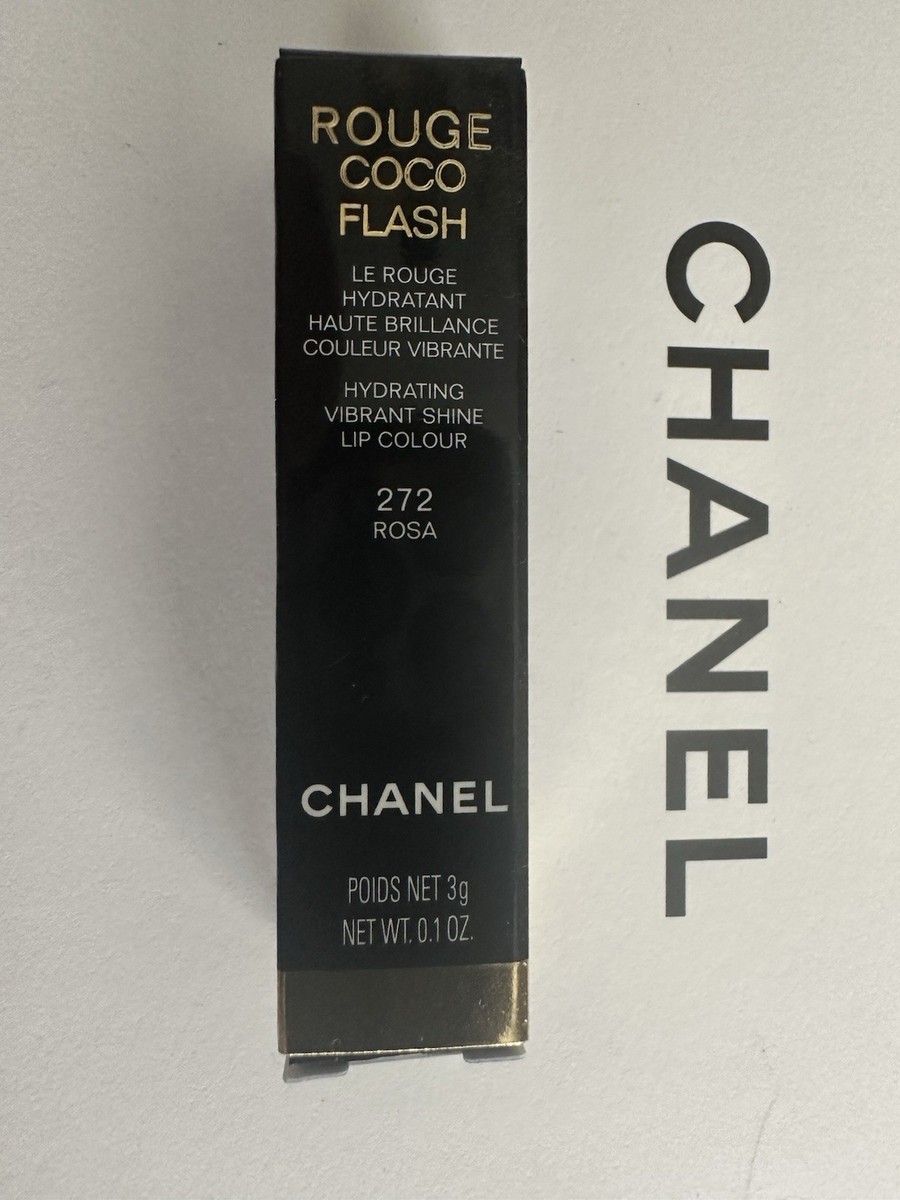 ROUGE
COCO
FLASH
LE ROUGE
HYDRATANT
HAUTE BRILLANCE
COULEUR VIBRANTE
HYDRATING
VIBRANT SHINE
LIP COLOUR
272
ROSA
CHANEL
POIDS NET 3g
NET WT. 0.1 OZ.
CHANEL